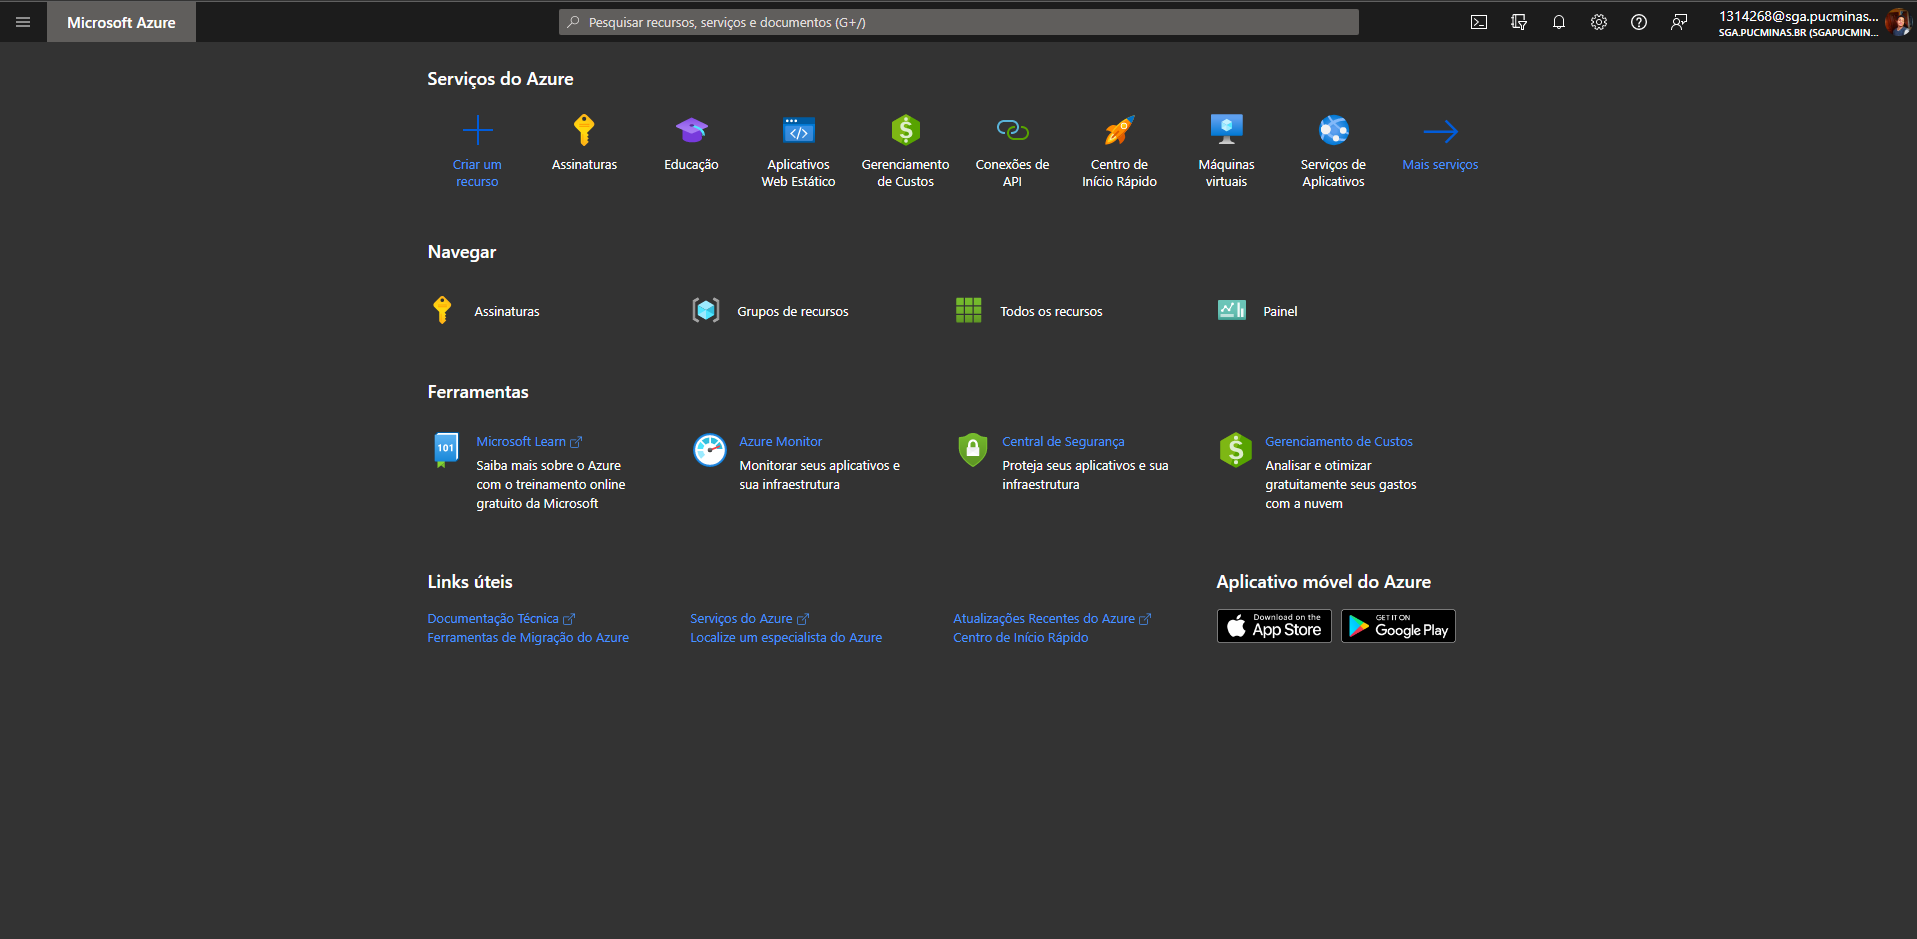 Microsoft Azure
Pesquisar recursos, serviços e documentos (G+/)
1314268@sga.pucminas...
SGA.PUCMINAS.BR (SGAPUCMIN...
Serviços do Azure
Criar um
recurso
Assinaturas
Educação
Aplicativos
Web Estático
Gerenciamento
de Custos
Conexões de
API
Centro de
Início Rápido
Máquinas
virtuais
Serviços de
Aplicativos
Mais serviços
Navegar
Assinaturas
Grupos de recursos
Todos os recursos
Painel
Ferramentas
101
Microsoft Learn
Saiba mais sobre o Azure
com o treinamento online
gratuito da Microsoft
Azure Monitor
Monitorar seus aplicativos e
sua infraestrutura
Central de Segurança
Proteja seus aplicativos e sua
infraestrutura
Gerenciamento de Custos
Analisar e otimizar
gratuitamente seus gastos
com a nuvem
Links úteis
Documentação Técnica
Ferramentas de Migração do Azure
Serviços do Azure
Localize um especialista do Azure
Atualizações Recentes do Azure
Centro de Início Rápido
Aplicativo móvel do Azure
Download on the
App Store
GET IT ON
Google Play